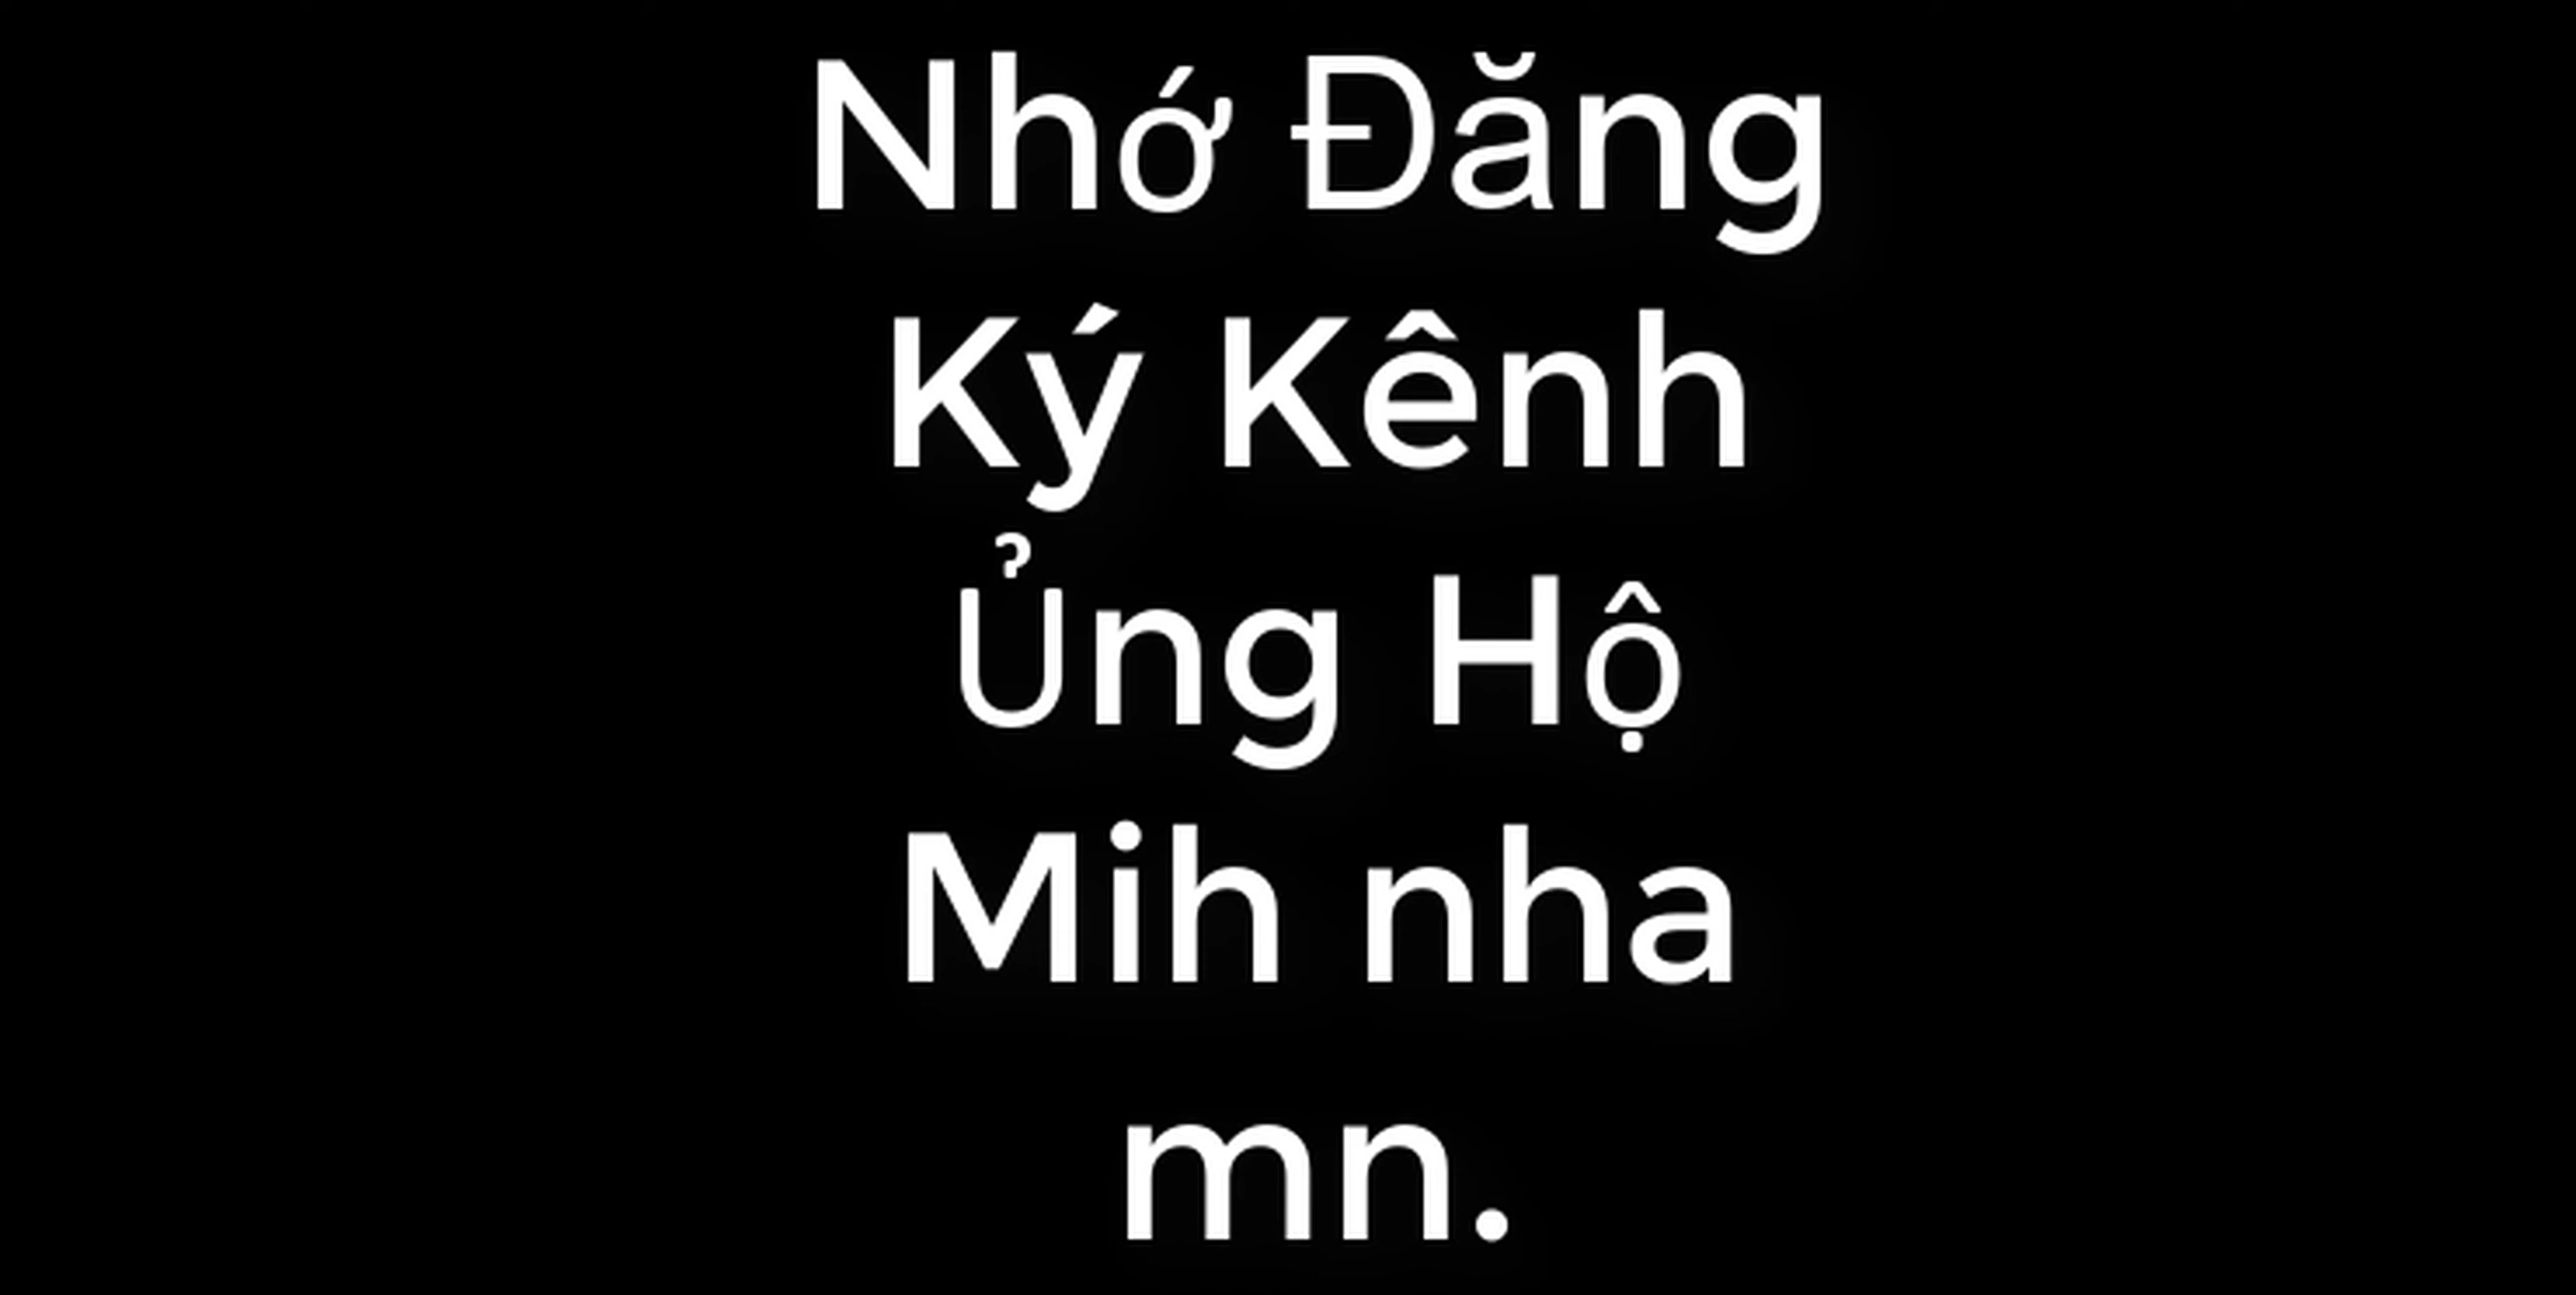 Nhớ Đăng
Ký Kênh
Ủng Hộ
Mih nha
mn.